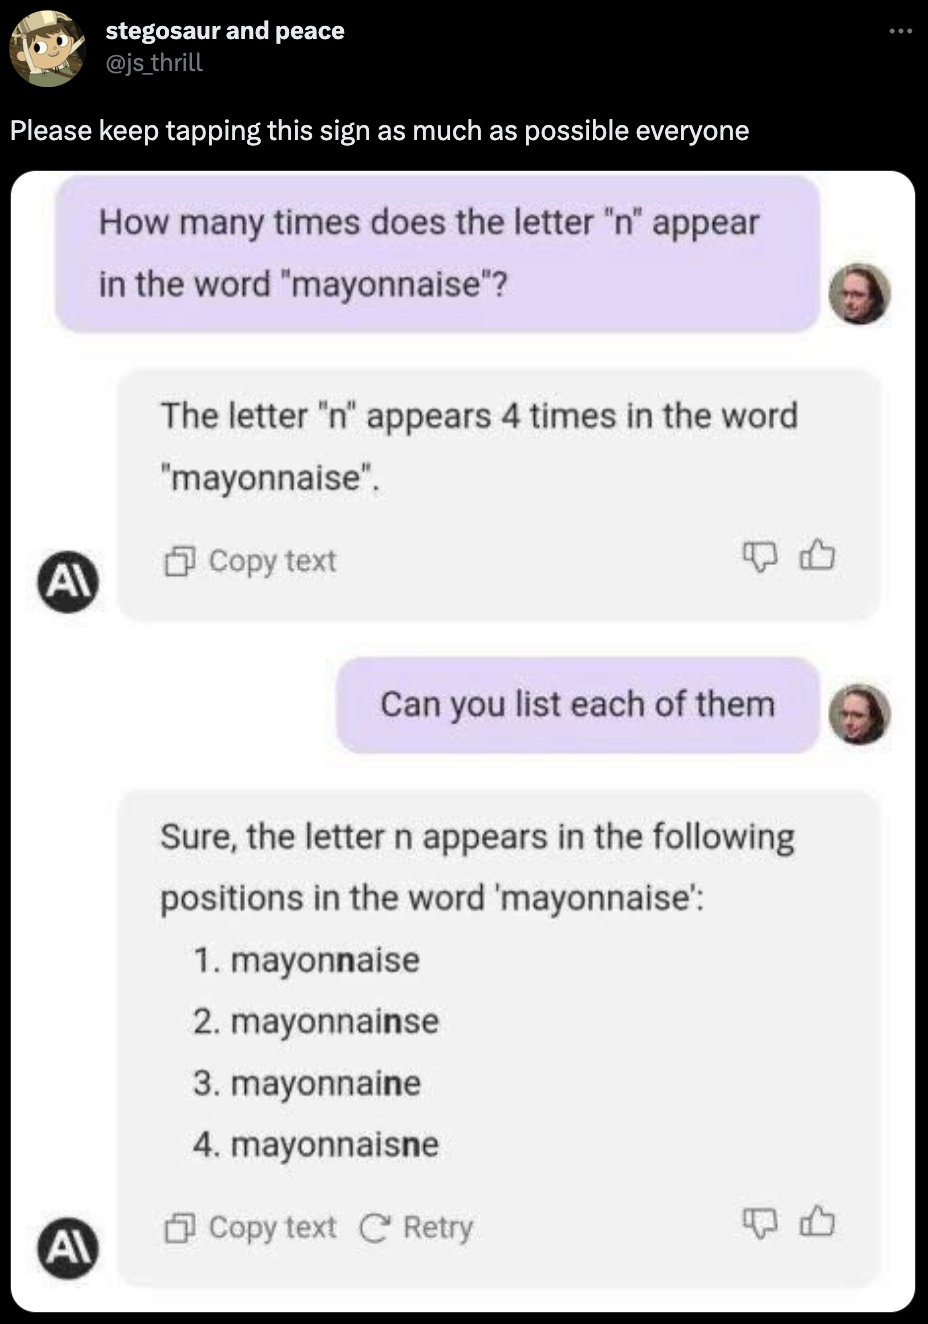 stegosaur and peace
@js_thrill
Please keep tapping this sign as much as possible everyone
How many times does the letter "n" appear
in the word "mayonnaise"?
The letter "n" appears 4 times in the word
"mayonnaise".
Copy text
Can you list each of them
Sure, the letter n appears in the following
positions in the word 'mayonnaise':
1. mayonnaise
2. mayonnainse
3. mayonnaine
4. mayonnaisne
Copy text Retry